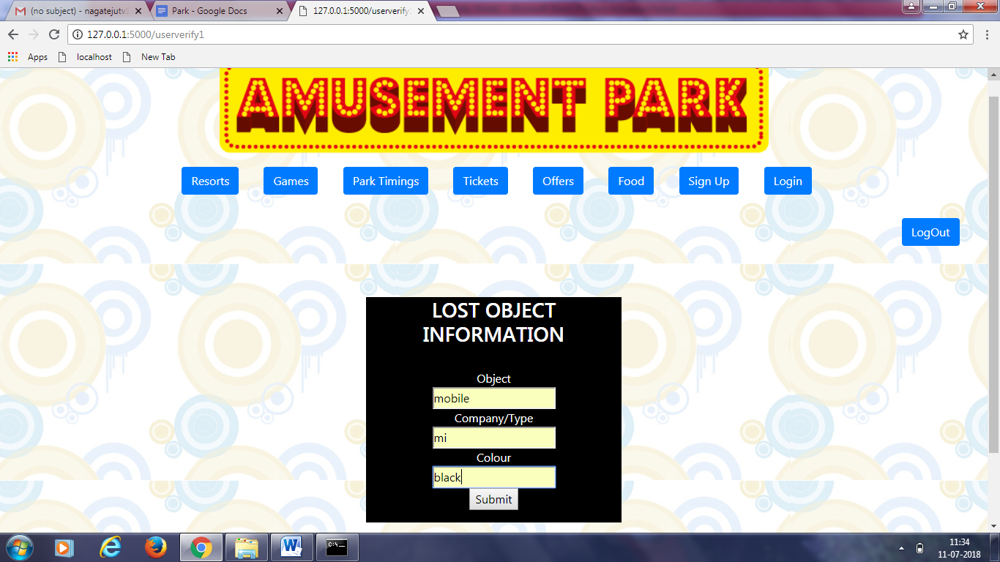 (no subject) - nagatejutv
Park - Google Docs
127.0.0.1:5000/userverify
127.0.0.1:5000/userverify1
Apps
localhost
New Tab
AMUSEMENT PARK
Resorts
Games
Park Timings
Tickets
Offers
Food
Sign Up
Login
LogOut
LOST OBJECT
INFORMATION
Object
mobile
Company/Type
mi
Colour
black
Submit
11:34
11-07-2018